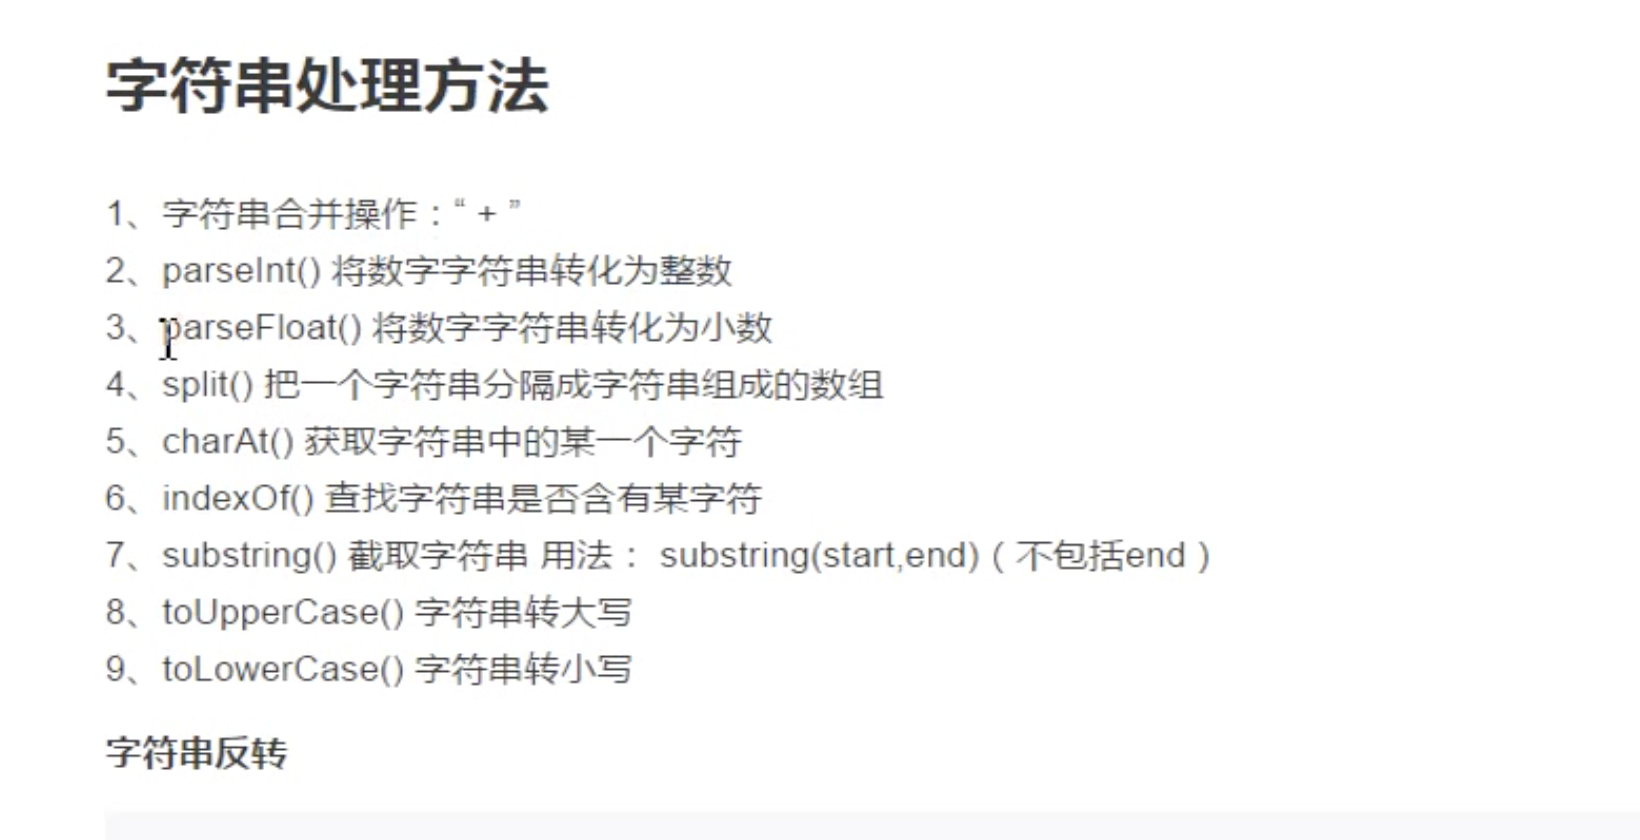 字符串处理方法
1、字符串合并操作：“ + ”
2、parseInt() 将数字字符串转化为整数
3、parseFloat() 将数字字符串转化为小数
4、split() 把一个字符串分隔成字符串组成的数组
5、charAt() 获取字符串中的某一个字符
6、indexOf() 查找字符串是否含有某字符
7、substring() 截取字符串 用法： substring(start,end)（不包括end）
8、toUpperCase() 字符串转大写
9、toLowerCase() 字符串转小写
字符串反转